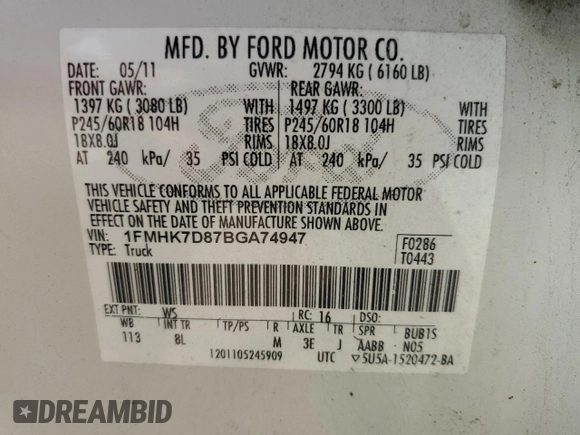 MFD. BY FORD MOTOR CO.
DATE: 05/11 GVWR: 2794 KG ( 6160 LB)
FRONT GAWR: REAR GAWR:
1397 KG ( 3080 LB) WITH 1497 KG ( 3300 LB) WITH
P245/60R18 104H TIRES P245/60R18 104H TIRES
18X8.0J RIMS 18X8.0J RIMS
AT 240 kPa/ 35 PSI COLD AT 240 kPa/ 35 PSI COLD
THIS VEHICLE CONFORMS TO ALL APPLICABLE FEDERAL MOTOR
VEHICLE SAFETY AND THEFT PREVENTION STANDARDS IN
EFFECT ON THE DATE OF MANUFACTURE SHOWN ABOVE.
VIN: 1FMHK7D87BGA74947 F0286
TYPE: Truck T0443
EXT PNT: WS RC: 16 DSO:
WB INT TR TP/PS R AXLE TR SPR BUB1S
113 8L M 3E J AABB N05
1201105245909 UTC ▽5U5A-1520472-BA
DREAMBID